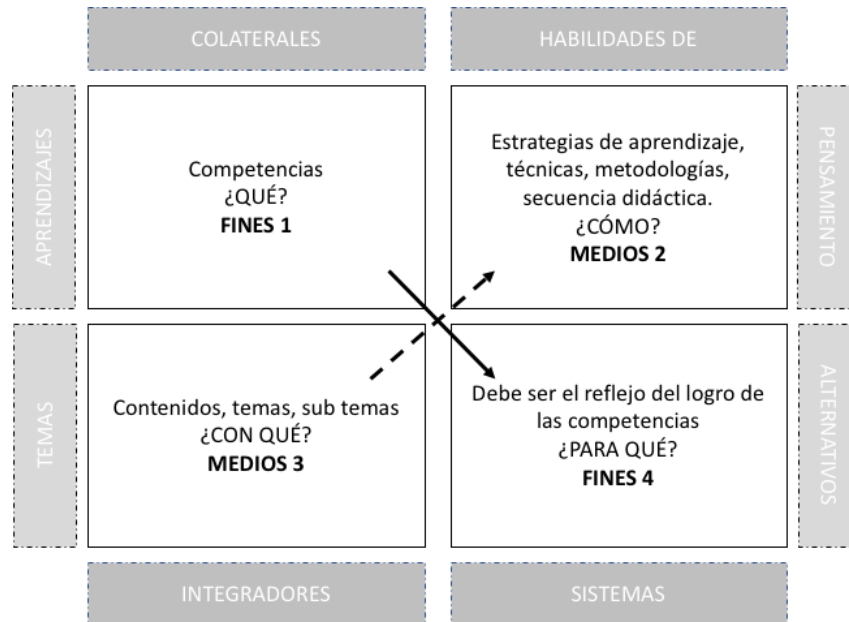 COLATERALES
HABILIDADES DE
APRENDIZAJES
Competencias
¿QUÉ?
FINES 1
Estrategias de aprendizaje,
técnicas, metodologías,
secuencia didáctica.
¿CÓMO?
MEDIOS 2
PENSAMIENTO
TEMAS
Contenidos, temas, sub temas
¿CON QUÉ?
MEDIOS 3
Debe ser el reflejo del logro de
las competencias
¿PARA QUÉ?
FINES 4
ALTERNATIVOS
INTEGRADORES
SISTEMAS